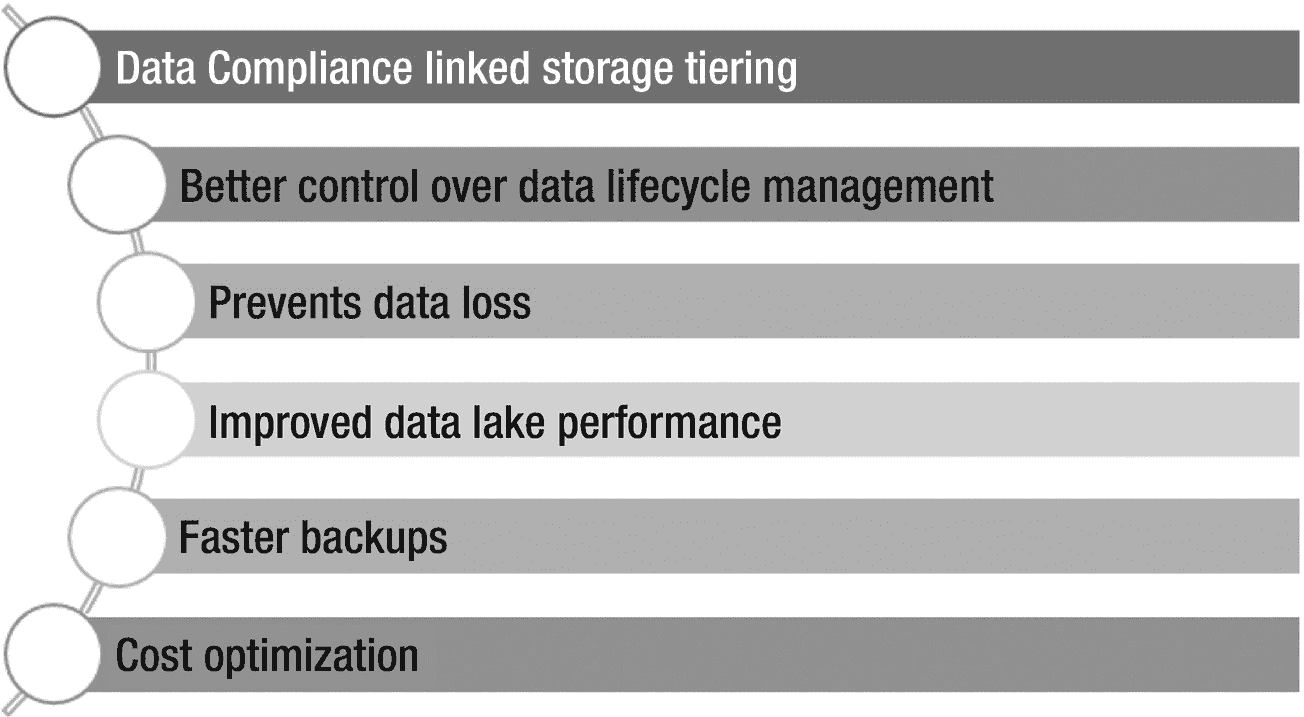 Data Compliance linked storage tiering
Better control over data lifecycle management
Prevents data loss
Improved data lake performance
Faster backups
Cost optimization